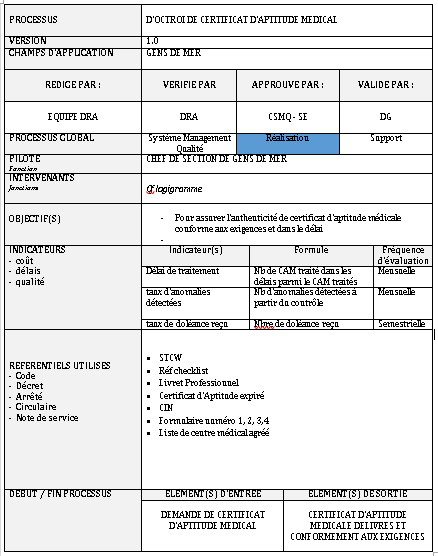 PROCESSUS
D'OCTROI DE CERTIFICAT D'APTITUDE MEDICAL
VERSION
1.0
CHAMPS D'APPLICATION
GENS DE MER
REDIGE PAR :
VERIFIE PAR
APPROUVE PAR :
VALIDE PAR :
EQUIPE DRA
DRA
CSMQ - SE
DG
PROCESSUS GLOBAL
Système Management
Qualité
Réalisation
Support
PILOTE
Fonction
CHEF DE SECTION DE GENS DE MER
INTERVENANTS
fonctions
Cf logigramme
OBJECTIF(S)
- Pour assurer l'authenticité de certificat d'aptitude médicale
conforme aux exigences et dans le délai
-
INDICATEURS
- coût
- délais
- qualité
Indicateur(s)
Formule
Fréquence
d'évaluation
Délai de traitement
Nb de CAM traité dans les
délais parmi le CAM traités
Mensuelle
taux d'anomalies
détectées
Nb d'anomalies détectées à
partir du contrôle
Mensuelle
taux de doléance reçu
Nbre de doléance reçu
Semestrielle
REFERENTIELS UTILISES
- Code
- Décret
- Arrêté
- Circulaire
- Note de service
• STCW
• Réf checklist
• Livret Professionnel
• Certificat d'Aptitude expiré
• CIN
• Formulaire numéro 1, 2, 3,4
• Liste de centre médical agréé
DEBUT / FIN PROCESSUS
ELEMENT(S) D'ENTREE
ELEMENT(S) DE SORTIE
DEMANDE DE CERTIFICAT
D'APTITUDE MEDICAL
CERTIFICAT D'APTITUDE
MEDICALE DELIVRES ET
CONFORMEMENT AUX EXIGENCES